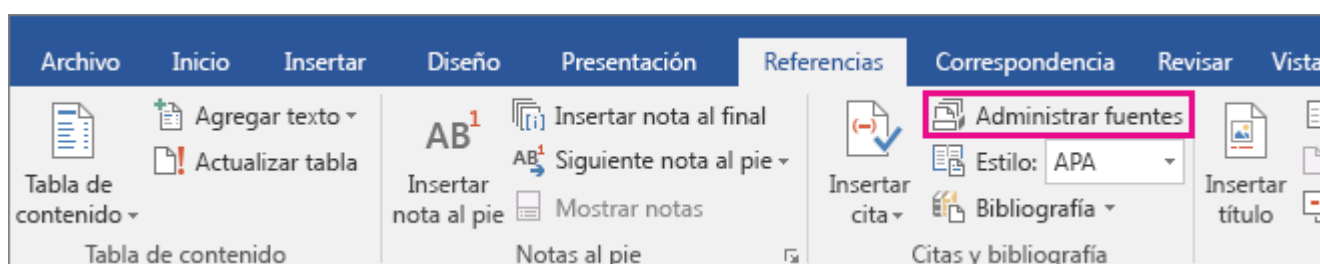 Archivo Inicio Insertar Diseño Presentación Referencias Correspondencia Revisar Vista
Tabla de
contenido
Agregar texto
Actualizar tabla
Tabla de contenido
AB1
Insertar
nota al pie
[i] Insertar nota al final
AB1 Siguiente nota al pie
Mostrar notas
Notas al pie
(-)
Insertar
cita
Administrar fuentes
Estilo: APA
Bibliografía
Citas y bibliografía
Insertar
título